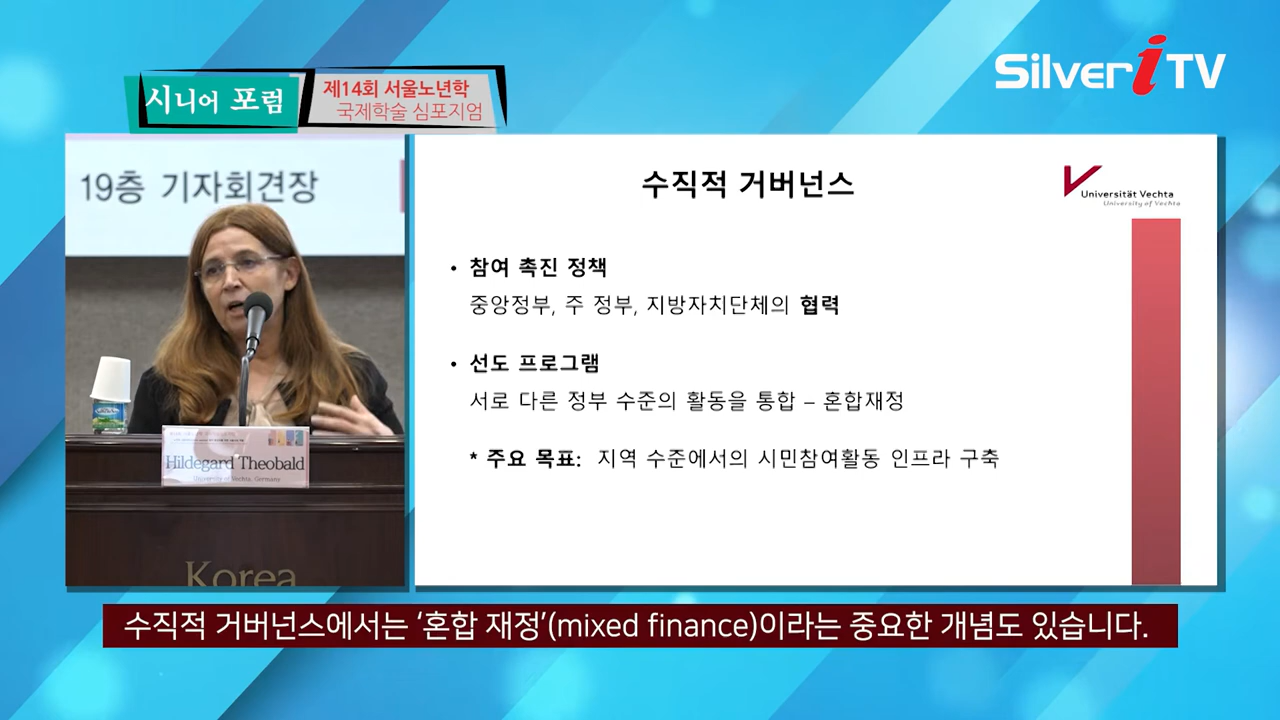 Silver i TV
시니어 포럼
제14회 서울노년학
국제학술 심포지엄
19층 기자회견장
Hildegard Theobald
University of Vechta, Germany
Korea
수직적 거버넌스
Universität Vechta
University of Vechta
• 참여 촉진 정책
중앙정부, 주 정부, 지방자치단체의 협력
• 선도 프로그램
서로 다른 정부 수준의 활동을 통합 – 혼합재정
* 주요 목표: 지역 수준에서의 시민참여활동 인프라 구축
수직적 거버넌스에서는 ‘혼합 재정’(mixed finance)이라는 중요한 개념도 있습니다.